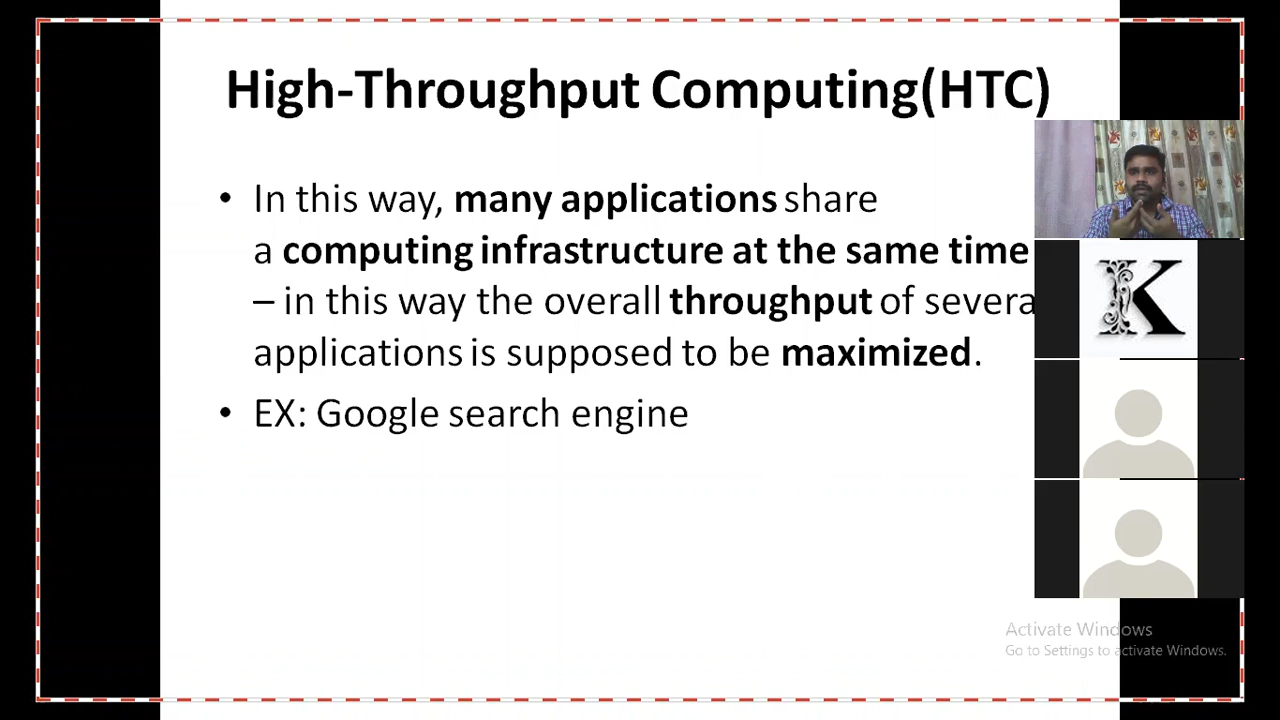 High-Throughput Computing(HTC)
• In this way, many applications share
a computing infrastructure at the same time
– in this way the overall throughput of severa
applications is supposed to be maximized.
• EX: Google search engine
K
Activate Windows
Go to Settings to activate Windows.